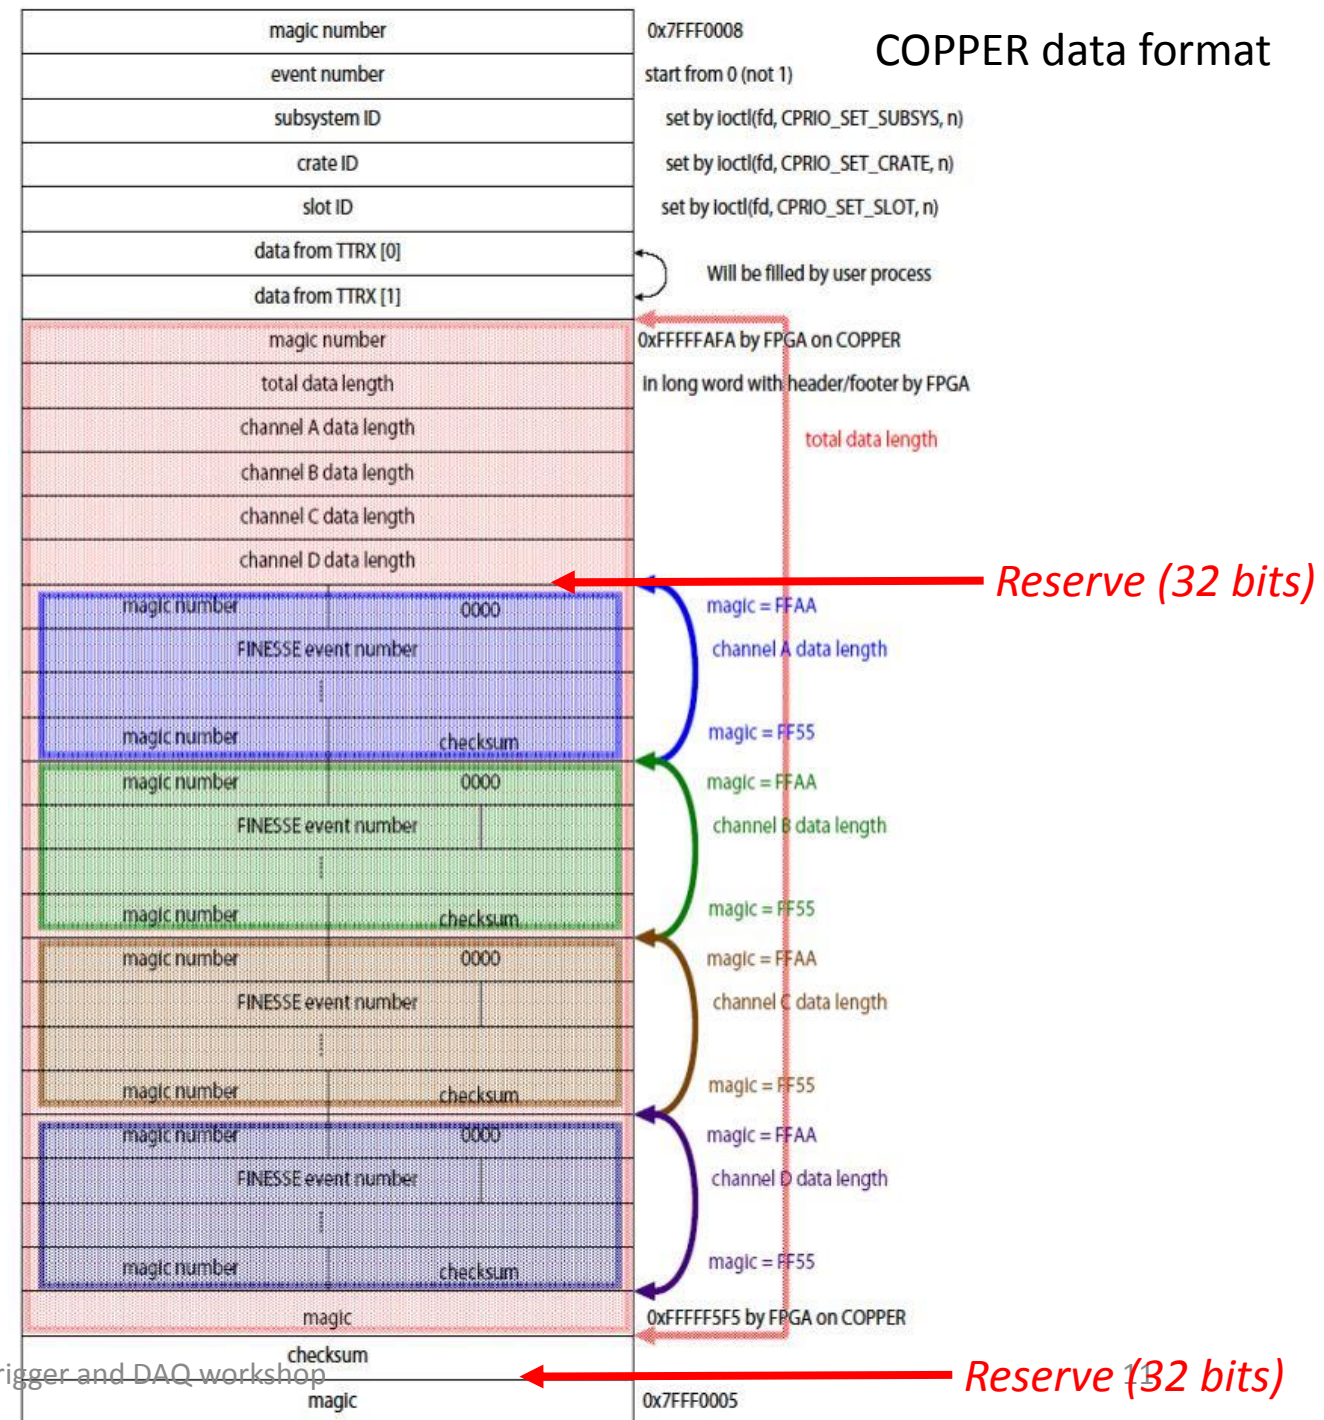 COPPER data format
magic number 0x7FFF0008
event number start from 0 (not 1)
subsystem ID set by ioctl(fd, CPRIO_SET_SUBSYS, n)
crate ID set by ioctl(fd, CPRIO_SET_CRATE, n)
slot ID set by ioctl(fd, CPRIO_SET_SLOT, n)
data from TTRX [0]
Will be filled by user process
data from TTRX [1]
magic number 0xFFFFFAFA by FPGA on COPPER
total data length in long word with header/footer by FPGA
channel A data length
total data length
channel B data length
channel C data length
channel D data length
Reserve (32 bits)
magic number 0000 magic = FFAA
FINESSE event number channel A data length
magic number checksum magic = FF55
magic number 0000 magic = FFAA
FINESSE event number channel B data length
magic number checksum magic = FF55
magic number 0000 magic = FFAA
FINESSE event number channel C data length
magic number checksum magic = FF55
magic number 0000 magic = FFAA
FINESSE event number channel D data length
magic number checksum magic = FF55
magic 0xFFFFF5F5 by FPGA on COPPER
checksum
rigger and DAQ workshop 11
Reserve (32 bits)
magic 0x7FFF0005